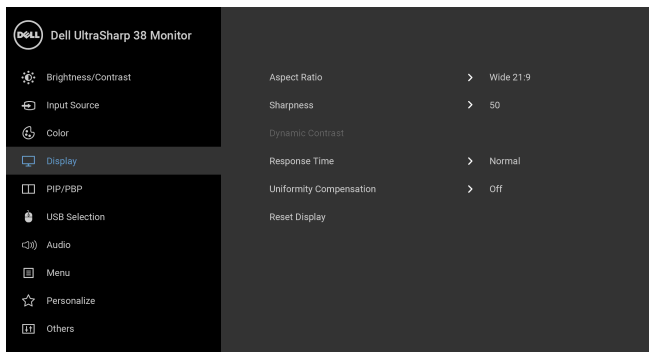 DELL Dell UltraSharp 38 Monitor
Brightness/Contrast Aspect Ratio Wide 21:9
Input Source Sharpness 50
Color Dynamic Contrast
Display Response Time Normal
PIP/PBP Uniformity Compensation Off
USB Selection Reset Display
Audio
Menu
Personalize
Others